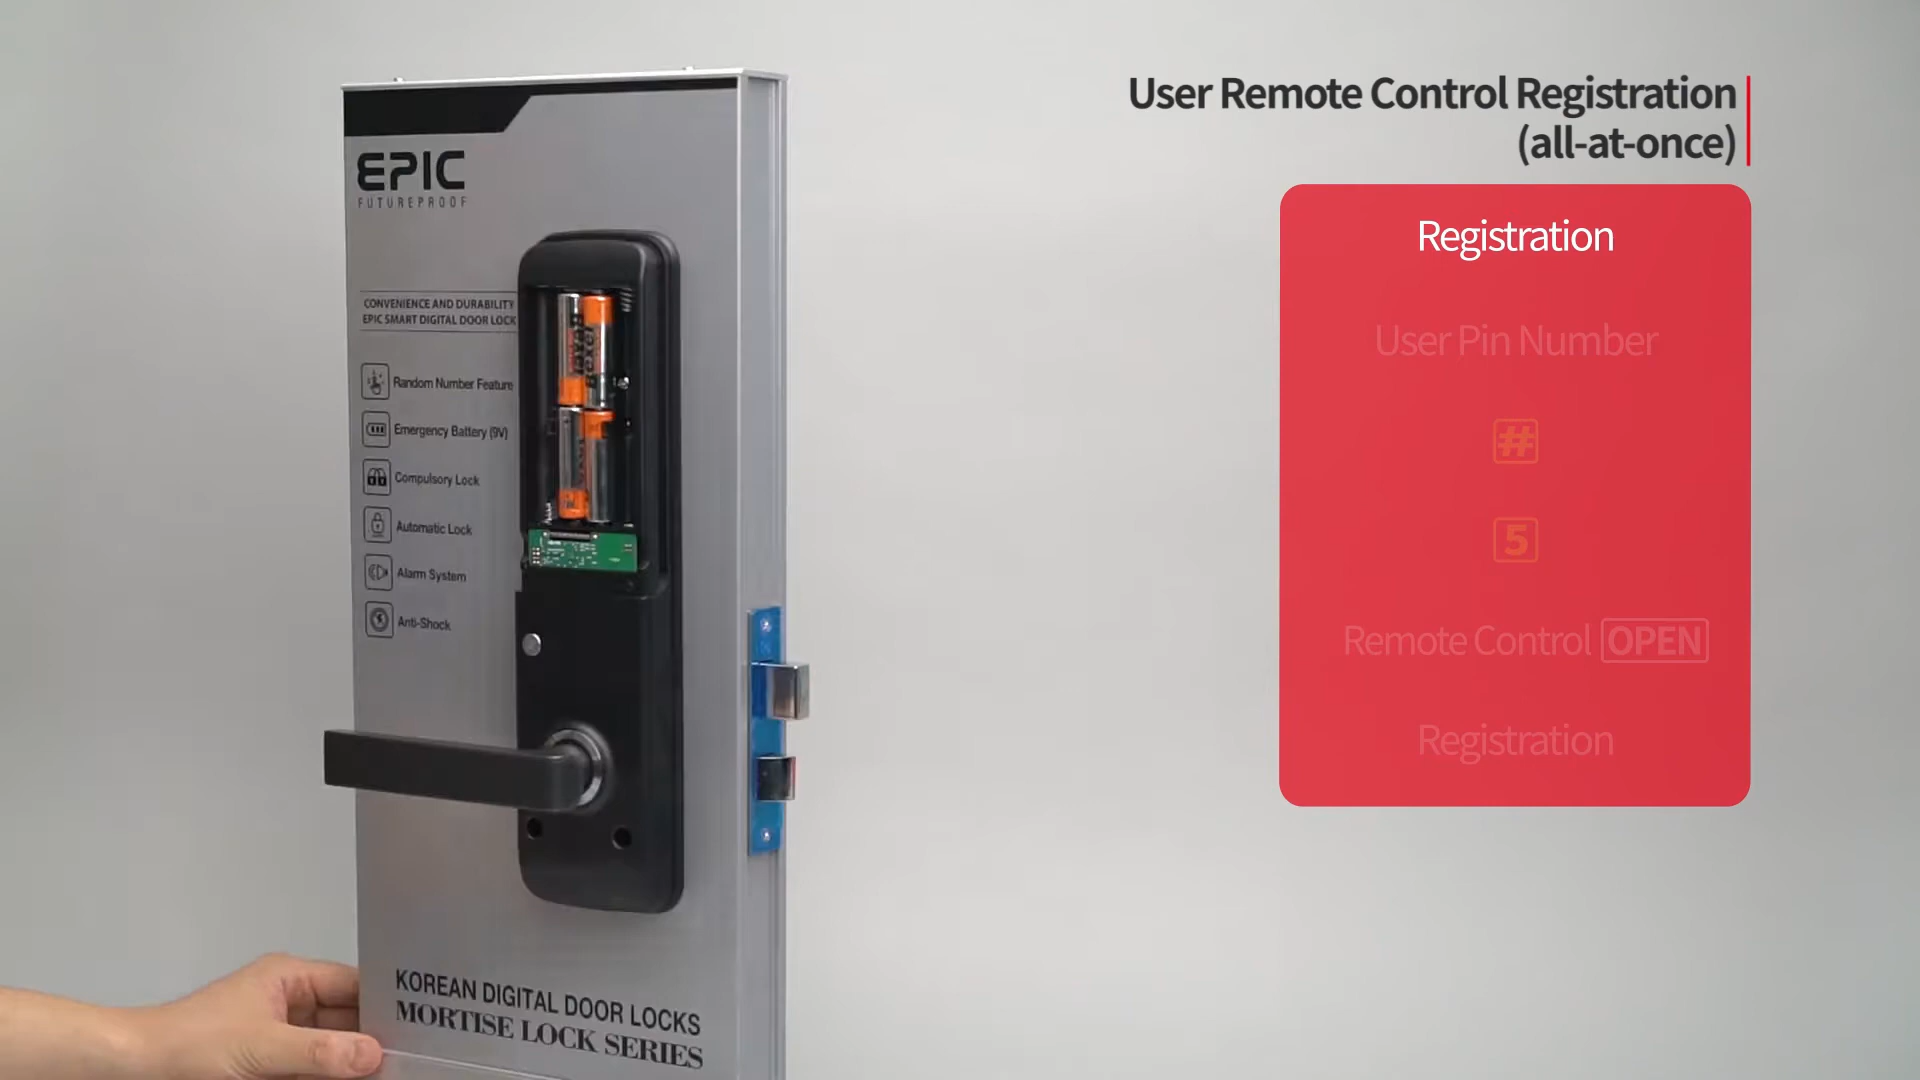 User Remote Control Registration
(all-at-once)
EPIC
FUTUREPROOF
CONVENIENCE AND DURABILITY
EPIC SMART DIGITAL DOOR LOCK
Random Number Feature
Emergency Battery (9V)
Compulsory Lock
Automatic Lock
Alarm System
Anti-Shock
KOREAN DIGITAL DOOR LOCKS
MORTISE LOCK SERIES
Bexel
Registration
User Pin Number
#
5
Remote Control OPEN
Registration